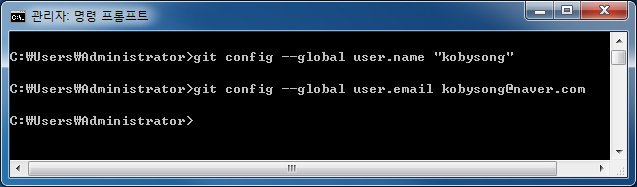 관리자: 명령 프롬프트
C:₩Users₩Administrator>git config --global user.name "kobysong"
C:₩Users₩Administrator>git config --global user.email kobysong@naver.com
C:₩Users₩Administrator>